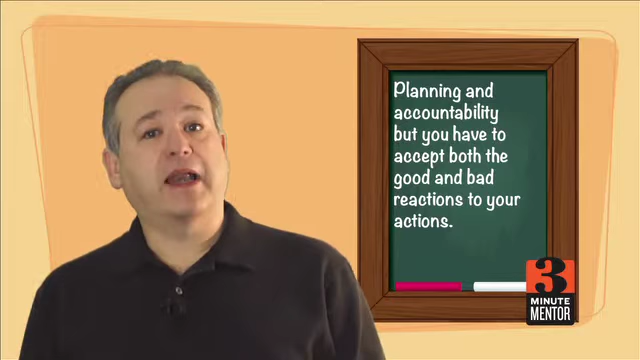 Planning and
accountability
but you have to
accept both the
good and bad
reactions to your
actions.
3
MINUTE
MENTOR